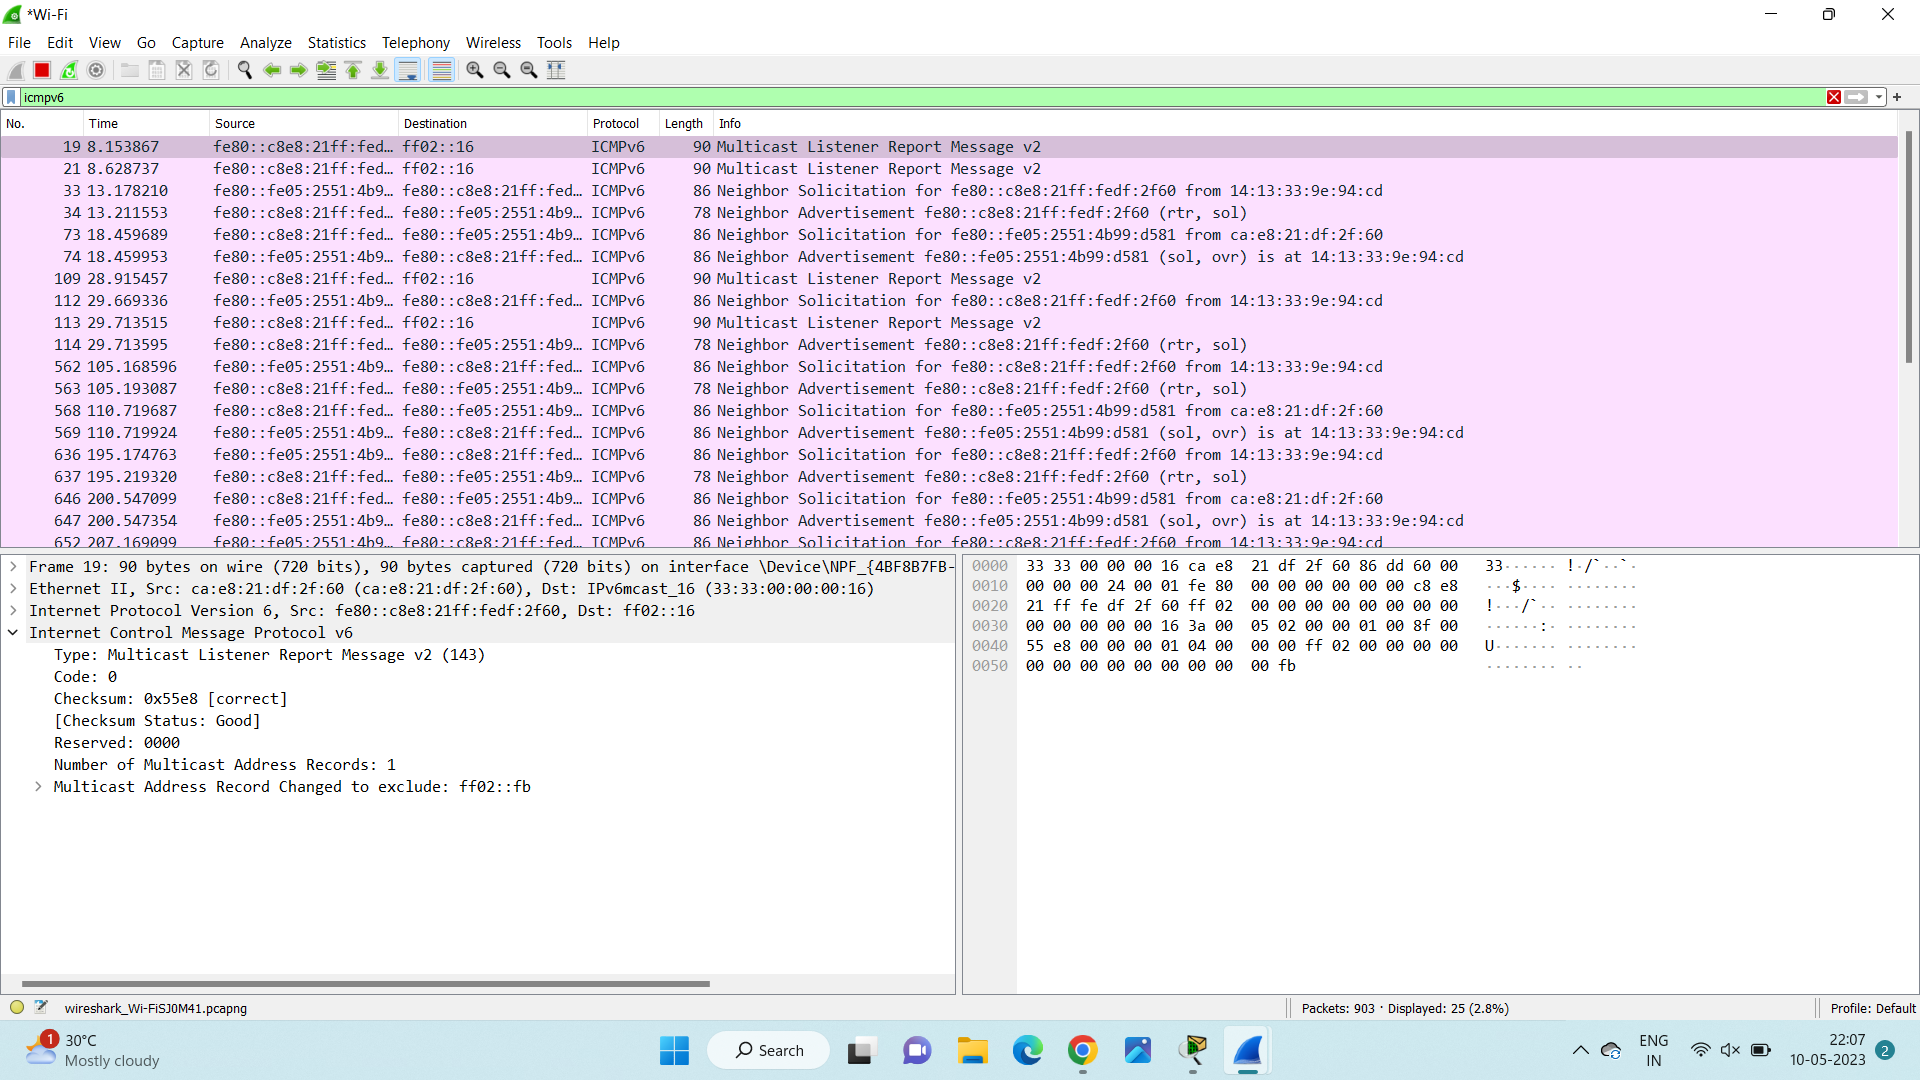 *Wi-Fi
File Edit View Go Capture Analyze Statistics Telephony Wireless Tools Help
icmpv6
No. Time Source Destination Protocol Length Info
19 8.153867 fe80::c8e8:21ff:fed… ff02::16 ICMPv6 90 Multicast Listener Report Message v2
21 8.628737 fe80::c8e8:21ff:fed… ff02::16 ICMPv6 90 Multicast Listener Report Message v2
33 13.178210 fe80::fe05:2551:4b9… fe80::c8e8:21ff:fed… ICMPv6 86 Neighbor Solicitation for fe80::c8e8:21ff:fedf:2f60 from 14:13:33:9e:94:cd
34 13.211553 fe80::c8e8:21ff:fed… fe80::fe05:2551:4b9… ICMPv6 78 Neighbor Advertisement fe80::c8e8:21ff:fedf:2f60 (rtr, sol)
73 18.459689 fe80::c8e8:21ff:fed… fe80::fe05:2551:4b9… ICMPv6 86 Neighbor Solicitation for fe80::fe05:2551:4b99:d581 from ca:e8:21:df:2f:60
74 18.459953 fe80::fe05:2551:4b9… fe80::c8e8:21ff:fed… ICMPv6 86 Neighbor Advertisement fe80::fe05:2551:4b99:d581 (sol, ovr) is at 14:13:33:9e:94:cd
109 28.915457 fe80::c8e8:21ff:fed… ff02::16 ICMPv6 90 Multicast Listener Report Message v2
112 29.669336 fe80::fe05:2551:4b9… fe80::c8e8:21ff:fed… ICMPv6 86 Neighbor Solicitation for fe80::c8e8:21ff:fedf:2f60 from 14:13:33:9e:94:cd
113 29.713515 fe80::c8e8:21ff:fed… ff02::16 ICMPv6 90 Multicast Listener Report Message v2
114 29.713595 fe80::c8e8:21ff:fed… fe80::fe05:2551:4b9… ICMPv6 78 Neighbor Advertisement fe80::c8e8:21ff:fedf:2f60 (rtr, sol)
562 105.168596 fe80::fe05:2551:4b9… fe80::c8e8:21ff:fed… ICMPv6 86 Neighbor Solicitation for fe80::c8e8:21ff:fedf:2f60 from 14:13:33:9e:94:cd
563 105.193087 fe80::c8e8:21ff:fed… fe80::fe05:2551:4b9… ICMPv6 78 Neighbor Advertisement fe80::c8e8:21ff:fedf:2f60 (rtr, sol)
568 110.719687 fe80::c8e8:21ff:fed… fe80::fe05:2551:4b9… ICMPv6 86 Neighbor Solicitation for fe80::fe05:2551:4b99:d581 from ca:e8:21:df:2f:60
569 110.719924 fe80::fe05:2551:4b9… fe80::c8e8:21ff:fed… ICMPv6 86 Neighbor Advertisement fe80::fe05:2551:4b99:d581 (sol, ovr) is at 14:13:33:9e:94:cd
636 195.174763 fe80::fe05:2551:4b9… fe80::c8e8:21ff:fed… ICMPv6 86 Neighbor Solicitation for fe80::c8e8:21ff:fedf:2f60 from 14:13:33:9e:94:cd
637 195.219320 fe80::c8e8:21ff:fed… fe80::fe05:2551:4b9… ICMPv6 78 Neighbor Advertisement fe80::c8e8:21ff:fedf:2f60 (rtr, sol)
646 200.547099 fe80::c8e8:21ff:fed… fe80::fe05:2551:4b9… ICMPv6 86 Neighbor Solicitation for fe80::fe05:2551:4b99:d581 from ca:e8:21:df:2f:60
647 200.547354 fe80::fe05:2551:4b9… fe80::c8e8:21ff:fed… ICMPv6 86 Neighbor Advertisement fe80::fe05:2551:4b99:d581 (sol, ovr) is at 14:13:33:9e:94:cd
652 207.169099 fe80::fe05:2551:4b9… fe80::c8e8:21ff:fed… ICMPv6 86 Neighbor Solicitation for fe80::c8e8:21ff:fedf:2f60 from 14:13:33:9e:94:cd
Frame 19: 90 bytes on wire (720 bits), 90 bytes captured (720 bits) on interface \Device\NPF_{4BF8B7FB-
Ethernet II, Src: ca:e8:21:df:2f:60 (ca:e8:21:df:2f:60), Dst: IPv6mcast_16 (33:33:00:00:00:16)
Internet Protocol Version 6, Src: fe80::c8e8:21ff:fedf:2f60, Dst: ff02::16
Internet Control Message Protocol v6
Type: Multicast Listener Report Message v2 (143)
Code: 0
Checksum: 0x55e8 [correct]
[Checksum Status: Good]
Reserved: 0000
Number of Multicast Address Records: 1
Multicast Address Record Changed to exclude: ff02::fb
0000 33 33 00 00 00 16 ca e8 21 df 2f 60 86 dd 60 00 33······ !·/`··`·
0010 00 00 00 24 00 01 fe 80 00 00 00 00 00 00 c8 e8 ···$···· ········
0020 21 ff fe df 2f 60 ff 02 00 00 00 00 00 00 00 00 !···/`·· ········
0030 00 00 00 00 00 16 3a 00 05 02 00 00 01 00 8f 00 ······:· ········
0040 55 e8 00 00 00 01 04 00 00 00 ff 02 00 00 00 00 U······· ········
0050 00 00 00 00 00 00 00 00 00 fb ········ ··
wireshark_Wi-FiSJ0M41.pcapng
Packets: 903 · Displayed: 25 (2.8%)
Profile: Default
1
30°C
Mostly cloudy
Search
ENG
IN
22:07
10-05-2023
2